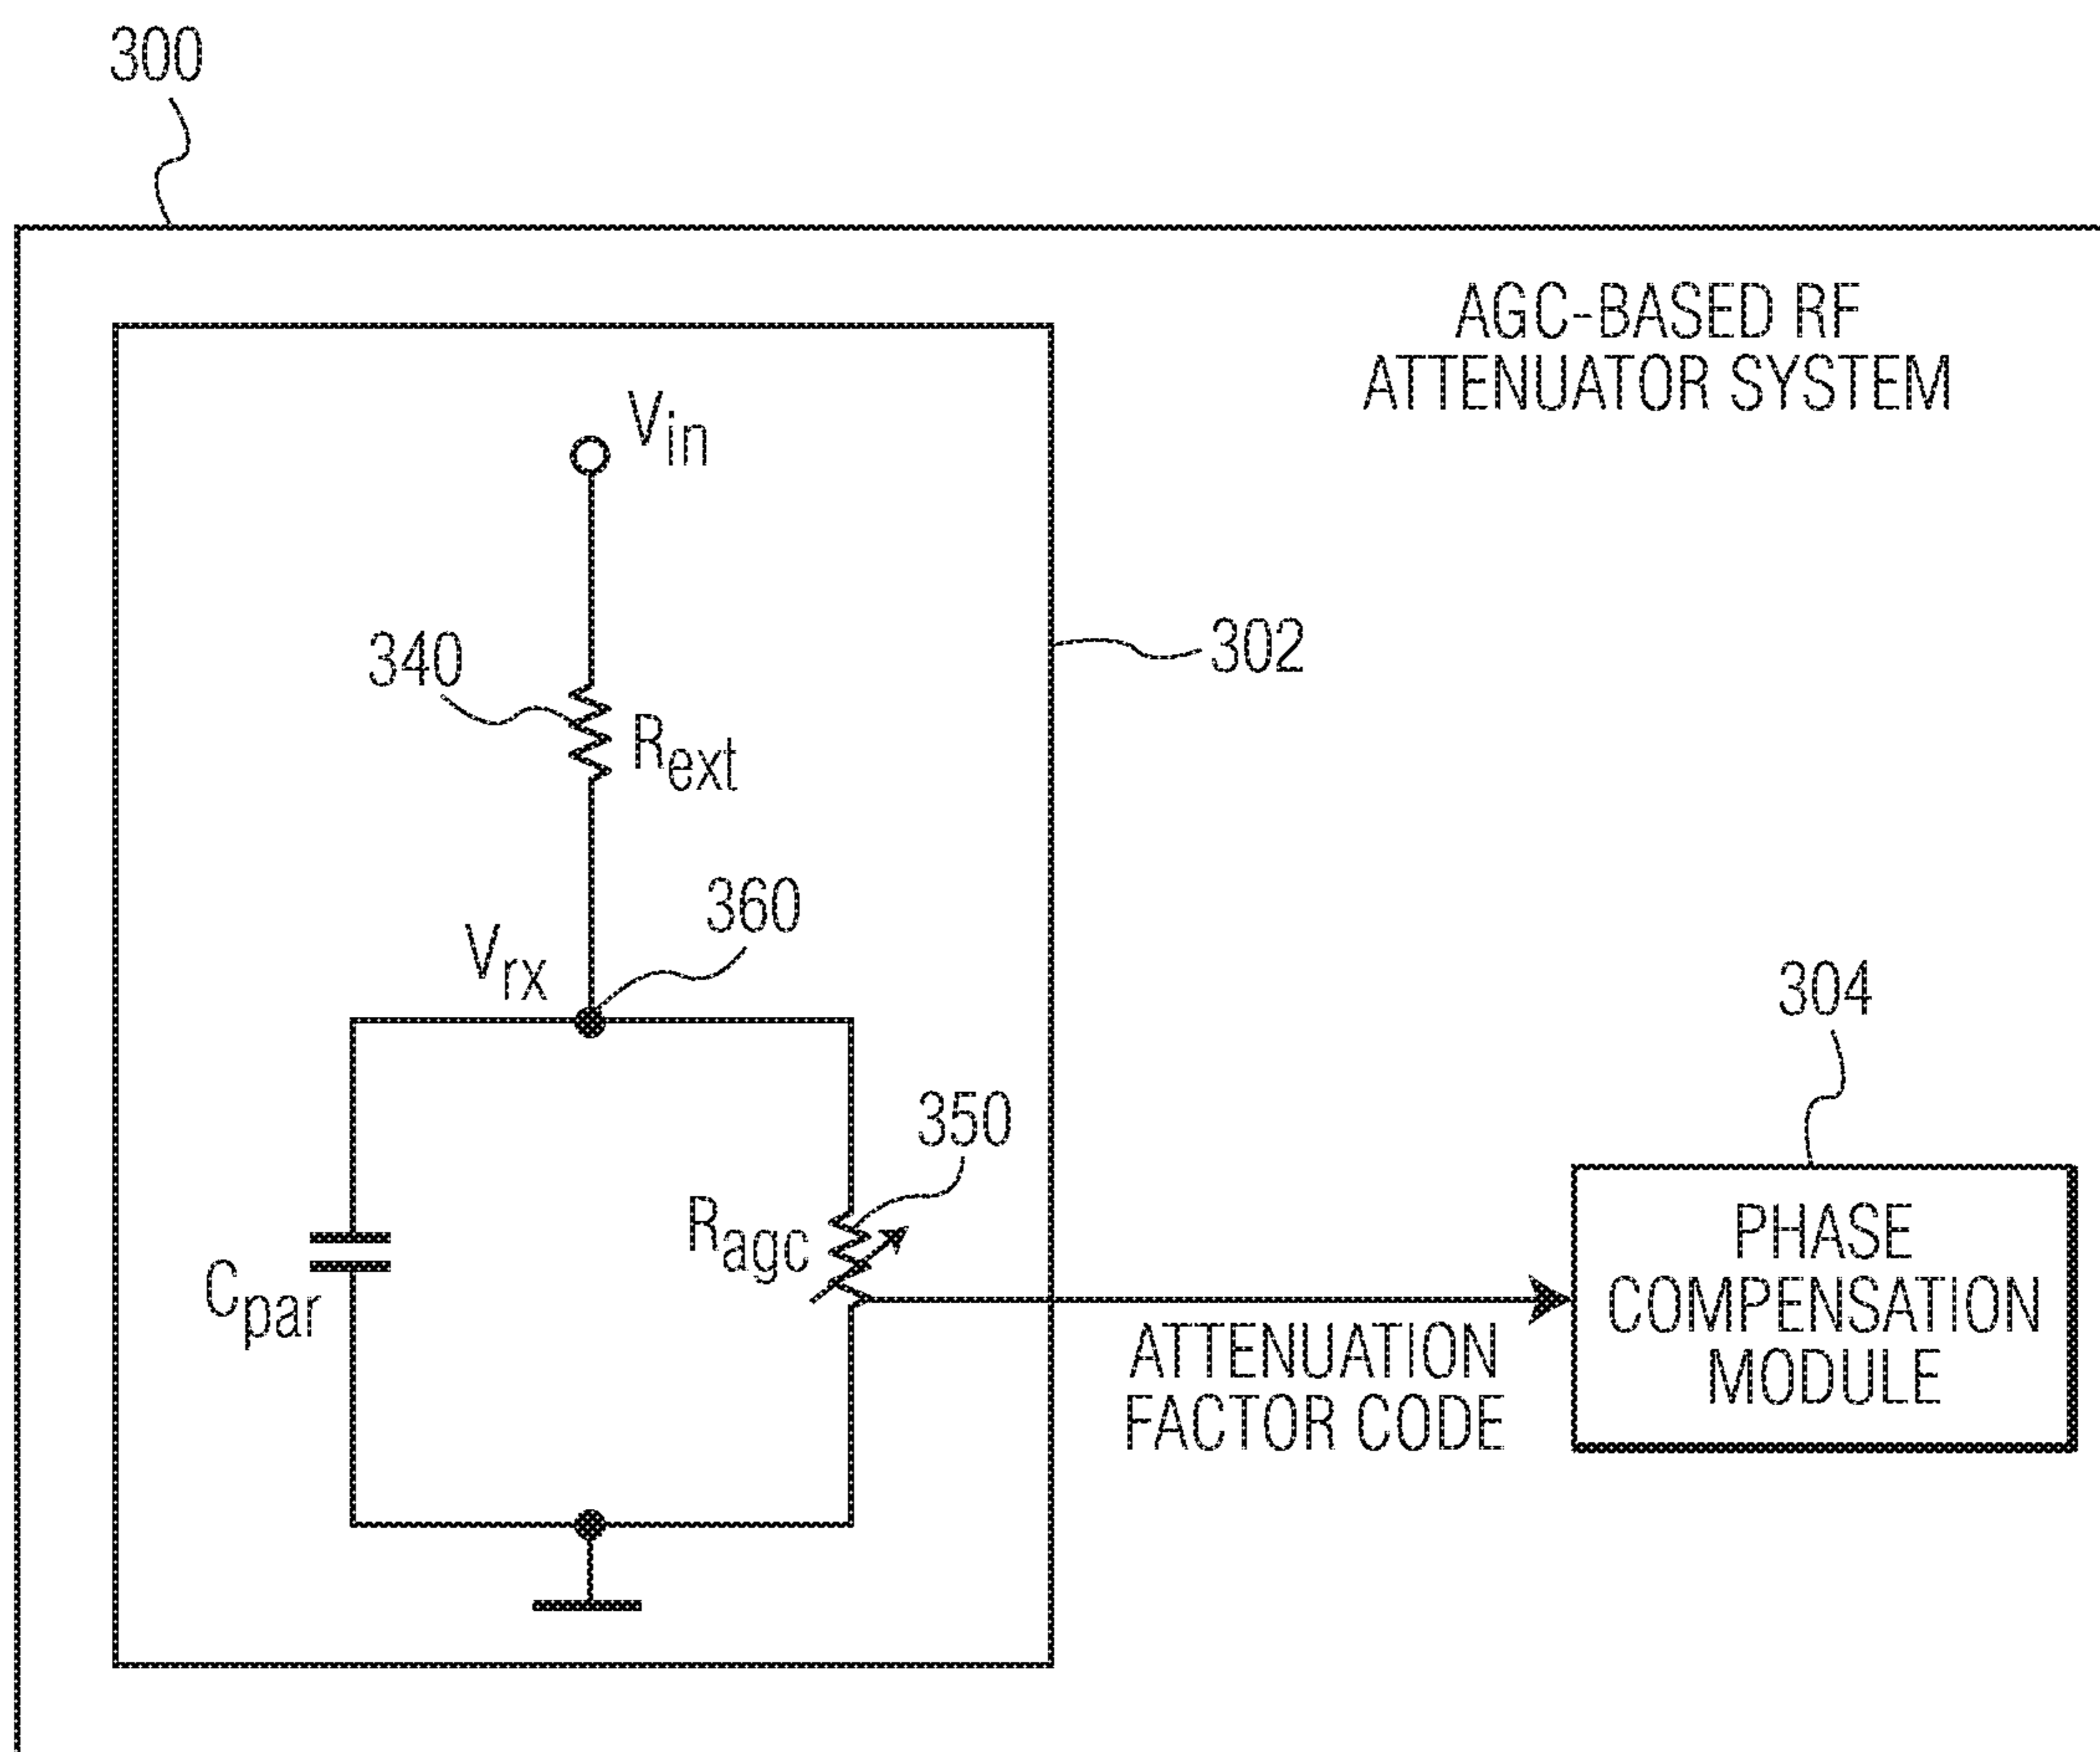 300
AGC-BASED RF
ATTENUATOR SYSTEM
Vin
302
340
Rext
360
Vrx
304
350
Ragc
PHASE
COMPENSATION
MODULE
Cpar
ATTENUATION
FACTOR CODE